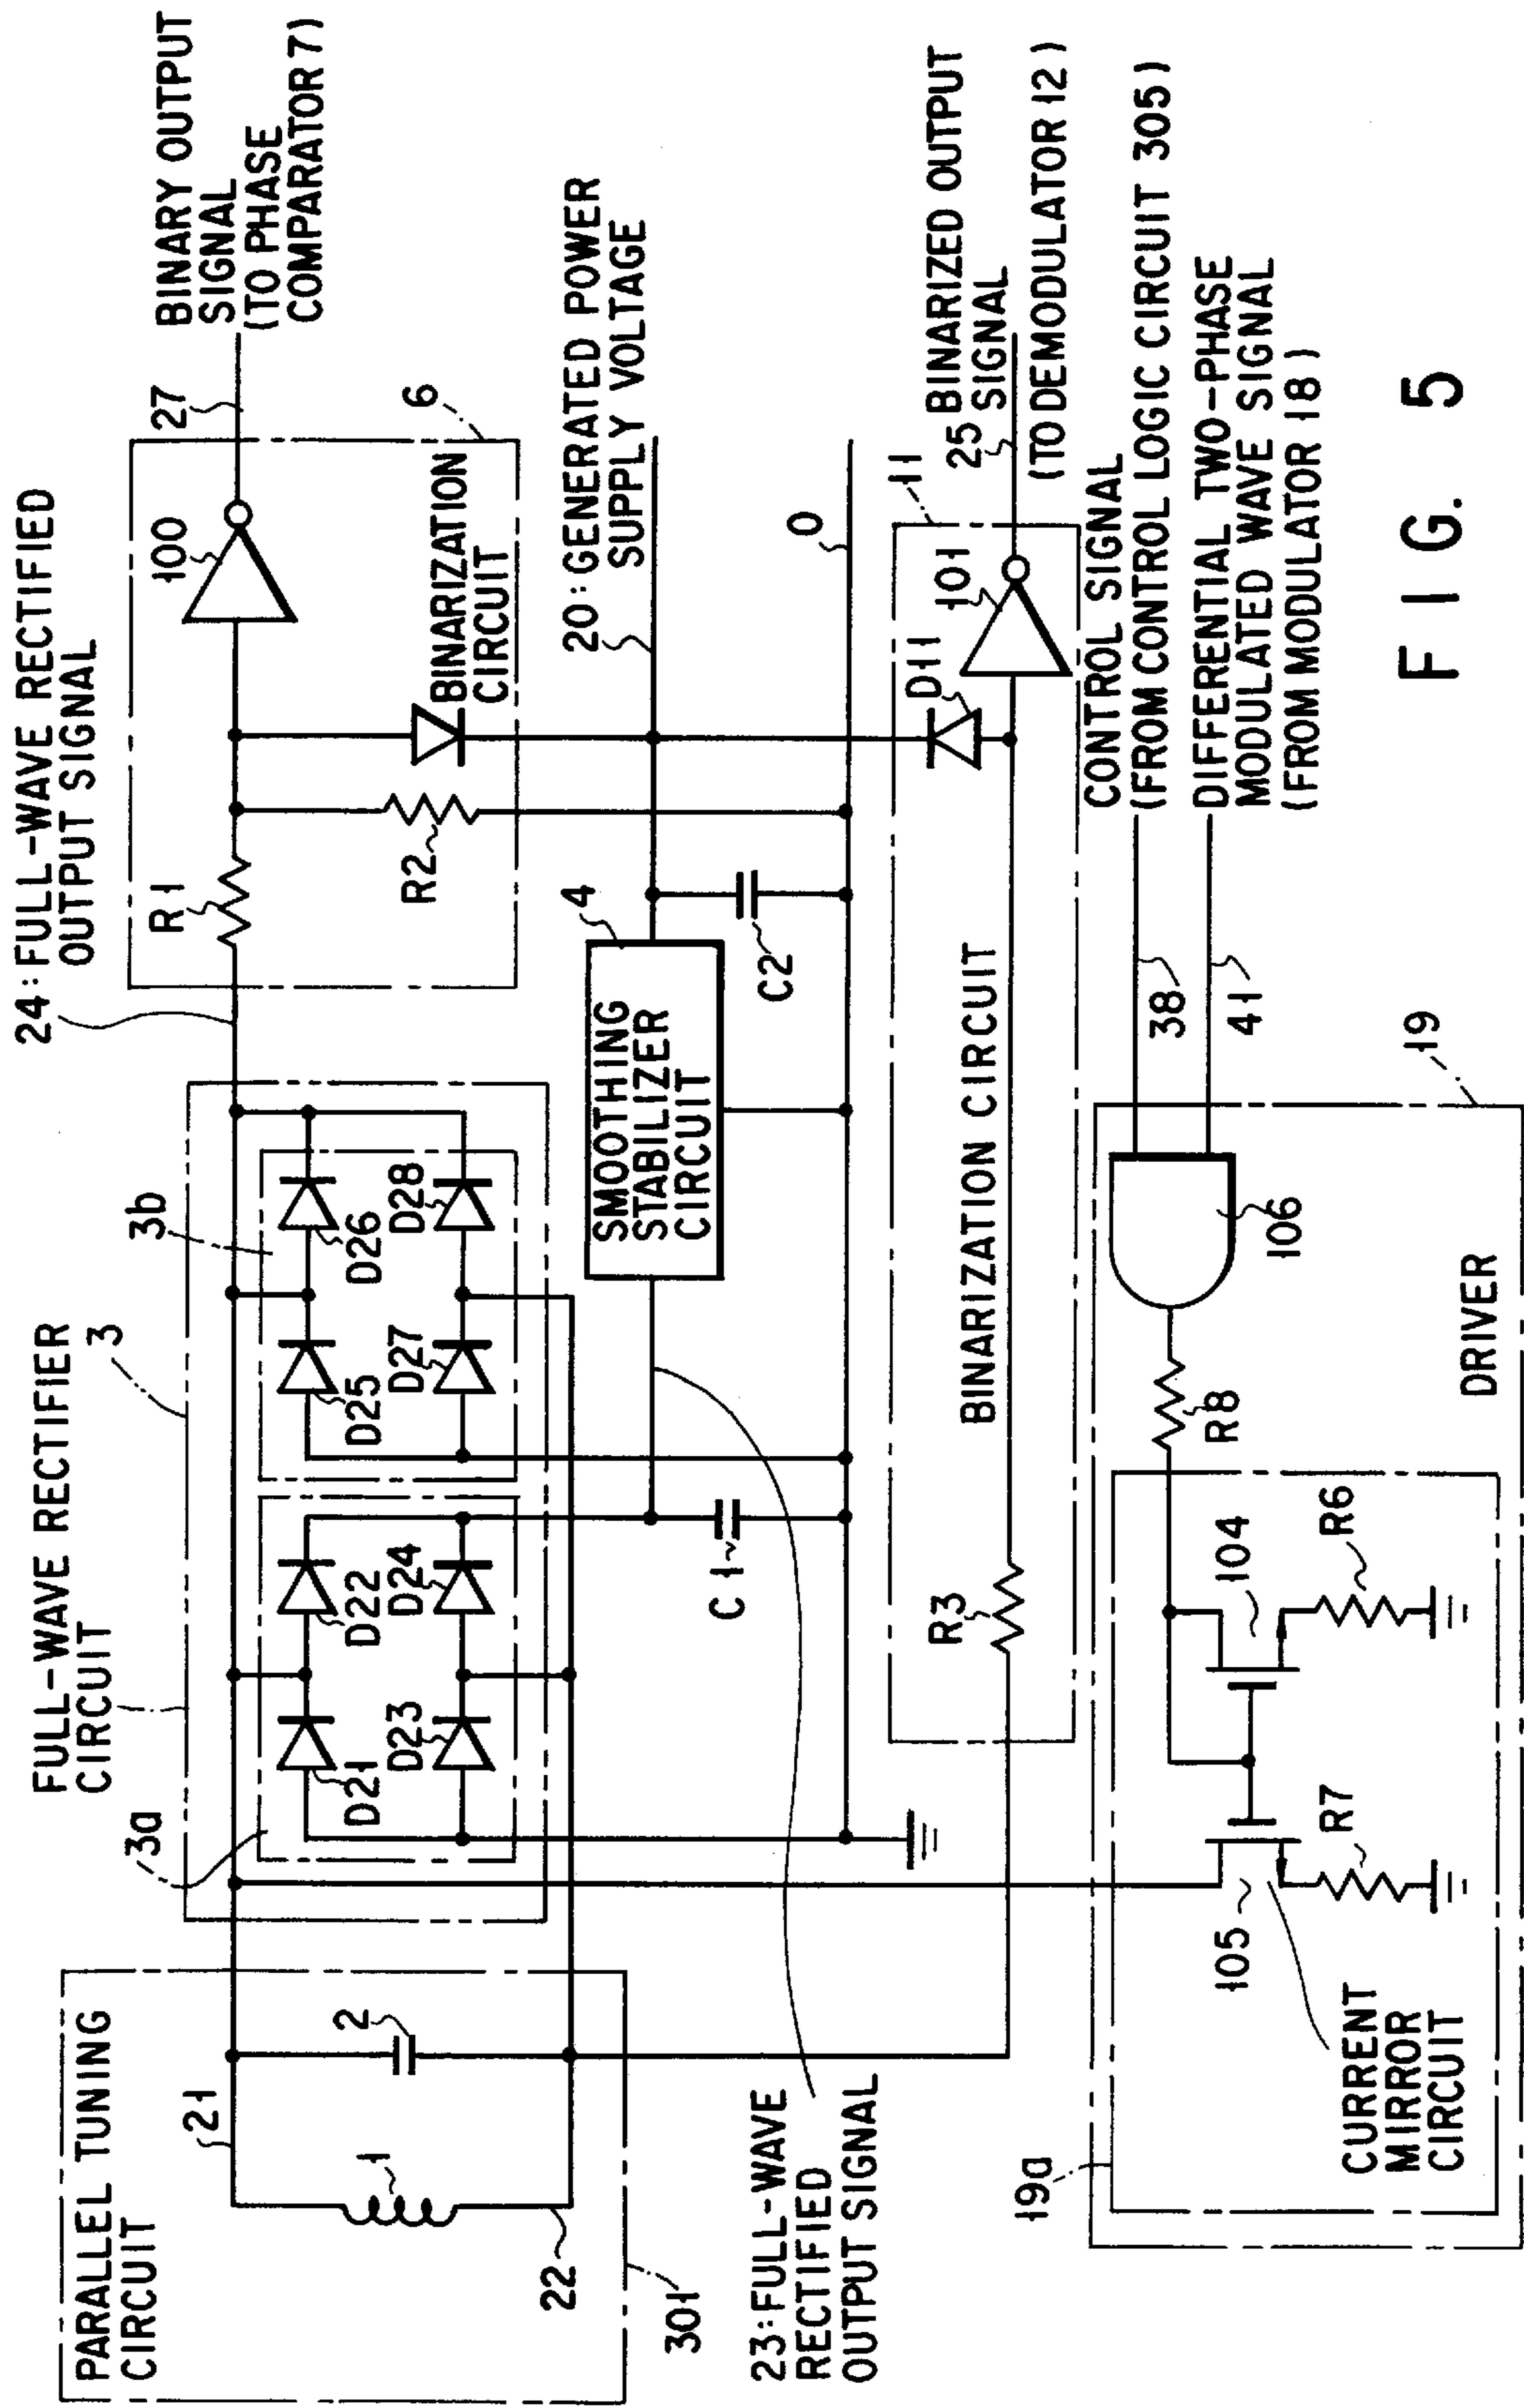 24:FULL-WAVE RECTIFIED
OUTPUT SIGNAL
FULL-WAVE RECTIFIER
CIRCUIT
3
PARALLEL TUNING
CIRCUIT
21
1
2
22
301
3a
D21
D22
D23
D24
3b
D25
D26
D27
D28
R1
R2
100
27
BINARY OUTPUT
SIGNAL
(TO PHASE
COMPARATOR 7)
BINARIZATION
CIRCUIT
6
20:GENERATED POWER
SUPPLY VOLTAGE
SMOOTHING
STABILIZER
CIRCUIT
4
C1
C2
0
23:FULL-WAVE
RECTIFIED
OUTPUT SIGNAL
R3
BINARIZATION CIRCUIT
D11
101
11
25
BINARIZED OUTPUT
SIGNAL
(TO DEMODULATOR 12)
CONTROL SIGNAL
(FROM CONTROL LOGIC CIRCUIT 305)
DIFFERENTIAL TWO-PHASE
MODULATED WAVE SIGNAL
(FROM MODULATOR 18)
38
41
19
19a
105
R7
104
R6
R8
106
CURRENT
MIRROR
CIRCUIT
DRIVER
FIG. 5